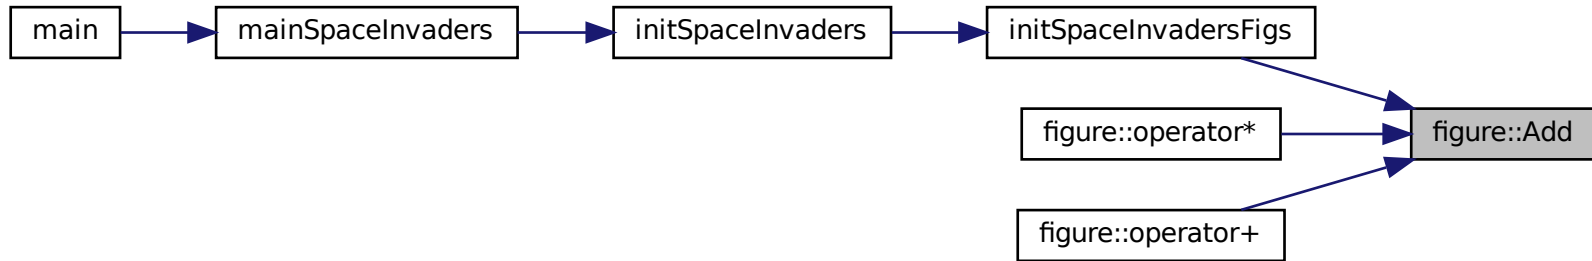 main
mainSpaceInvaders
initSpaceInvaders
initSpaceInvadersFigs
figure::operator*
figure::Add
figure::operator+